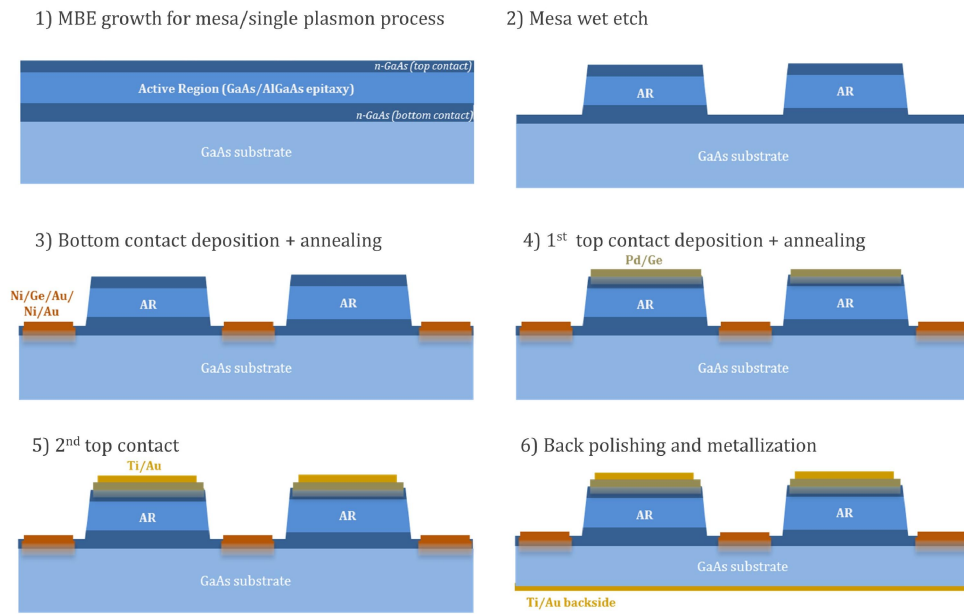 1) MBE growth for mesa/single plasmon process
n-GaAs (top contact)
Active Region (GaAs/AlGaAs epitaxy)
n-GaAs (bottom contact)
GaAs substrate
2) Mesa wet etch
AR
AR
GaAs substrate
3) Bottom contact deposition + annealing
Ni/Ge/Au/
Ni/Au
AR
AR
GaAs substrate
4) 1st top contact deposition + annealing
Pd/Ge
AR
AR
GaAs substrate
5) 2nd top contact
Ti/Au
AR
AR
GaAs substrate
6) Back polishing and metallization
AR
AR
GaAs substrate
Ti/Au backside